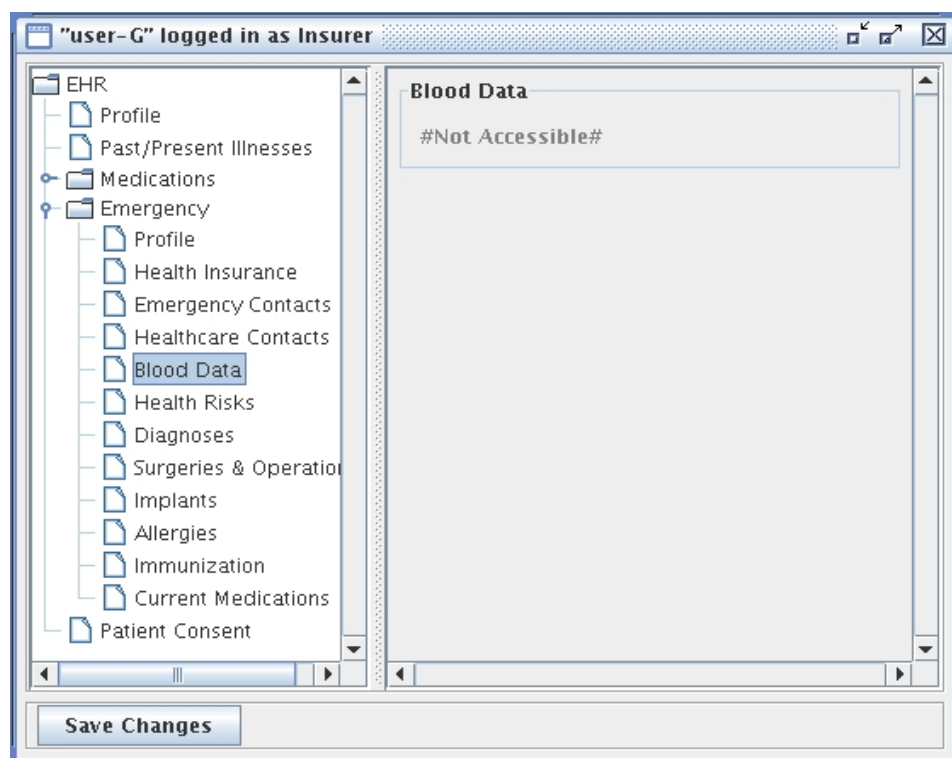 "user-G" logged in as Insurer
EHR
Profile
Past/Present Illnesses
Medications
Emergency
Profile
Health Insurance
Emergency Contacts
Healthcare Contacts
Blood Data
Health Risks
Diagnoses
Surgeries & Operation
Implants
Allergies
Immunization
Current Medications
Patient Consent
Blood Data
#Not Accessible#
Save Changes